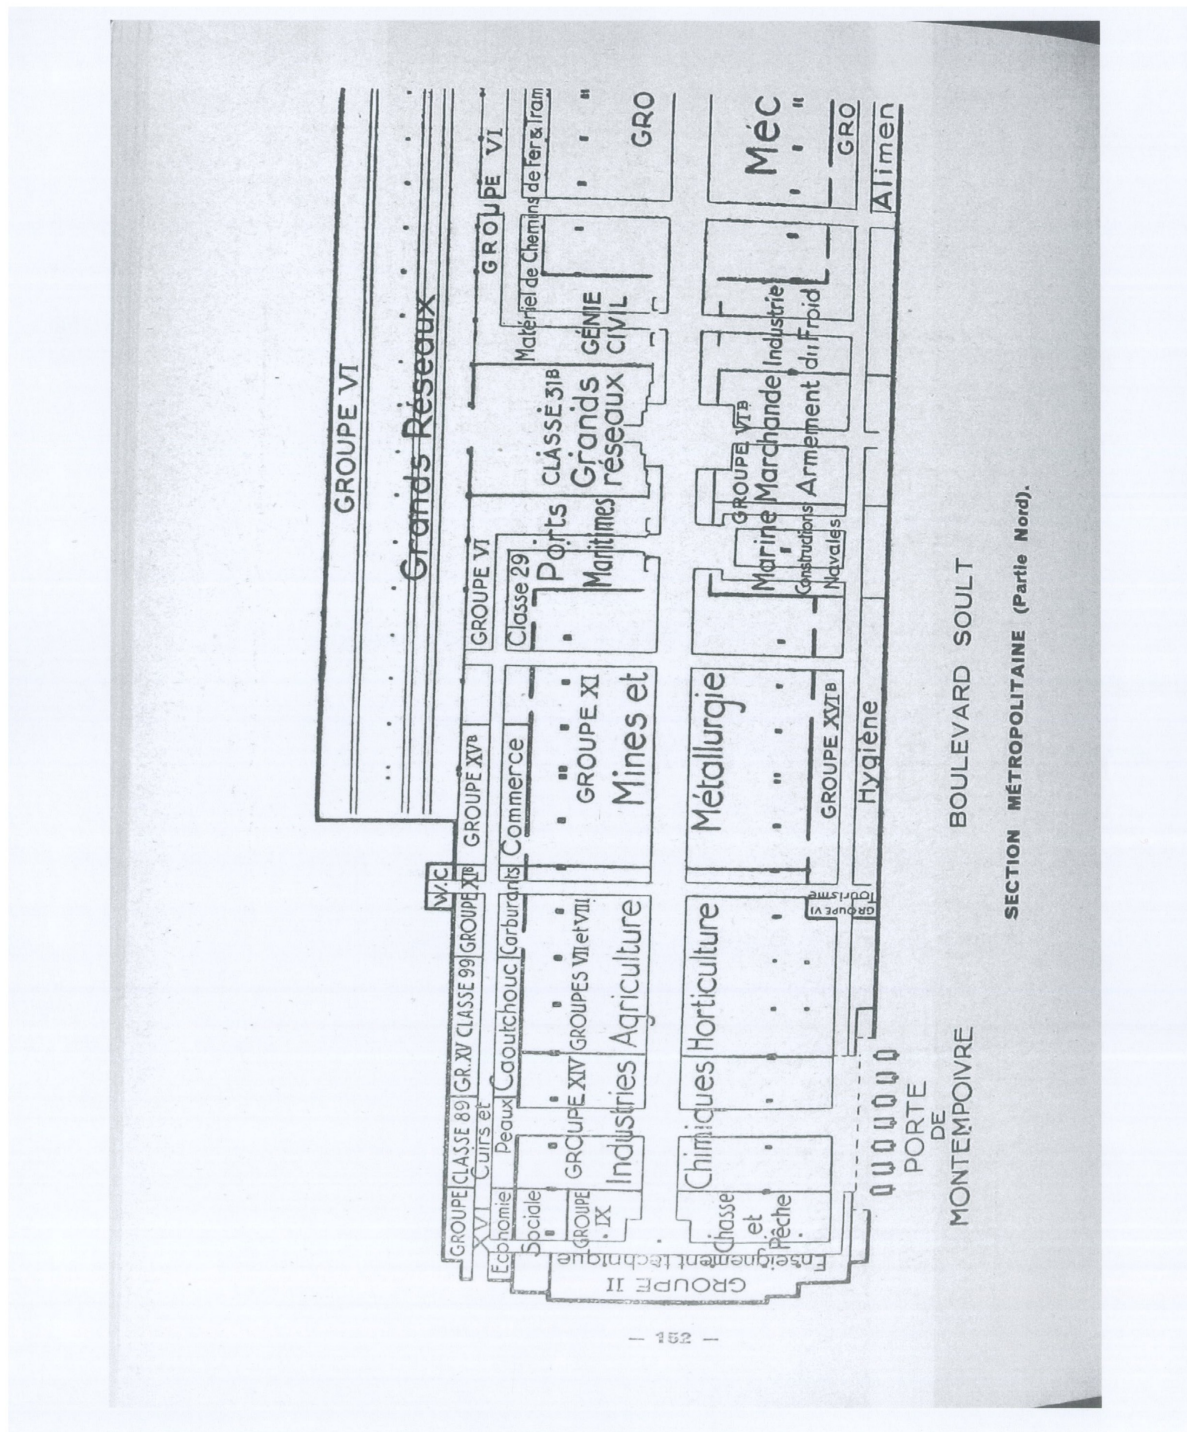 GROUPE VI
Grands Réseaux
W.C
GROUPE
XVI
CLASSE 89
GR. XV CLASSE 99
GROUPE XIB
GROUPE XVB
GROUPE VI
GROUPE VI
Cuirs et
Peaux
Economie
Sociale
Caoutchouc
Carburants
Commerce
Classe 29
Matériel de Chemins de Fer & Tram
GROUPE
IX
GROUPE XIV
GROUPES VII et VIII
GROUPE XI
Ports
Maritimes
CLASSE 31B
Grands
réseaux
GÉNIE
CIVIL
GRO
Industries
Agriculture
Mines et
Chimiques
Horticulture
Métallurgie
Chasse
et
Pêche
GROUPE VIB
Marine Marchande
Industrie
du Froid
Constructions
Navales
Armement
Méc
GROUPE XVIB
GRO
GROUPE II
Enseignement technique
GROUPE VI
Tourisme
Hygiène
Alimen
PORTE
DE
MONTEMPOIVRE
BOULEVARD SOULT
SECTION MÉTROPOLITAINE (Partie Nord).
— 152 —